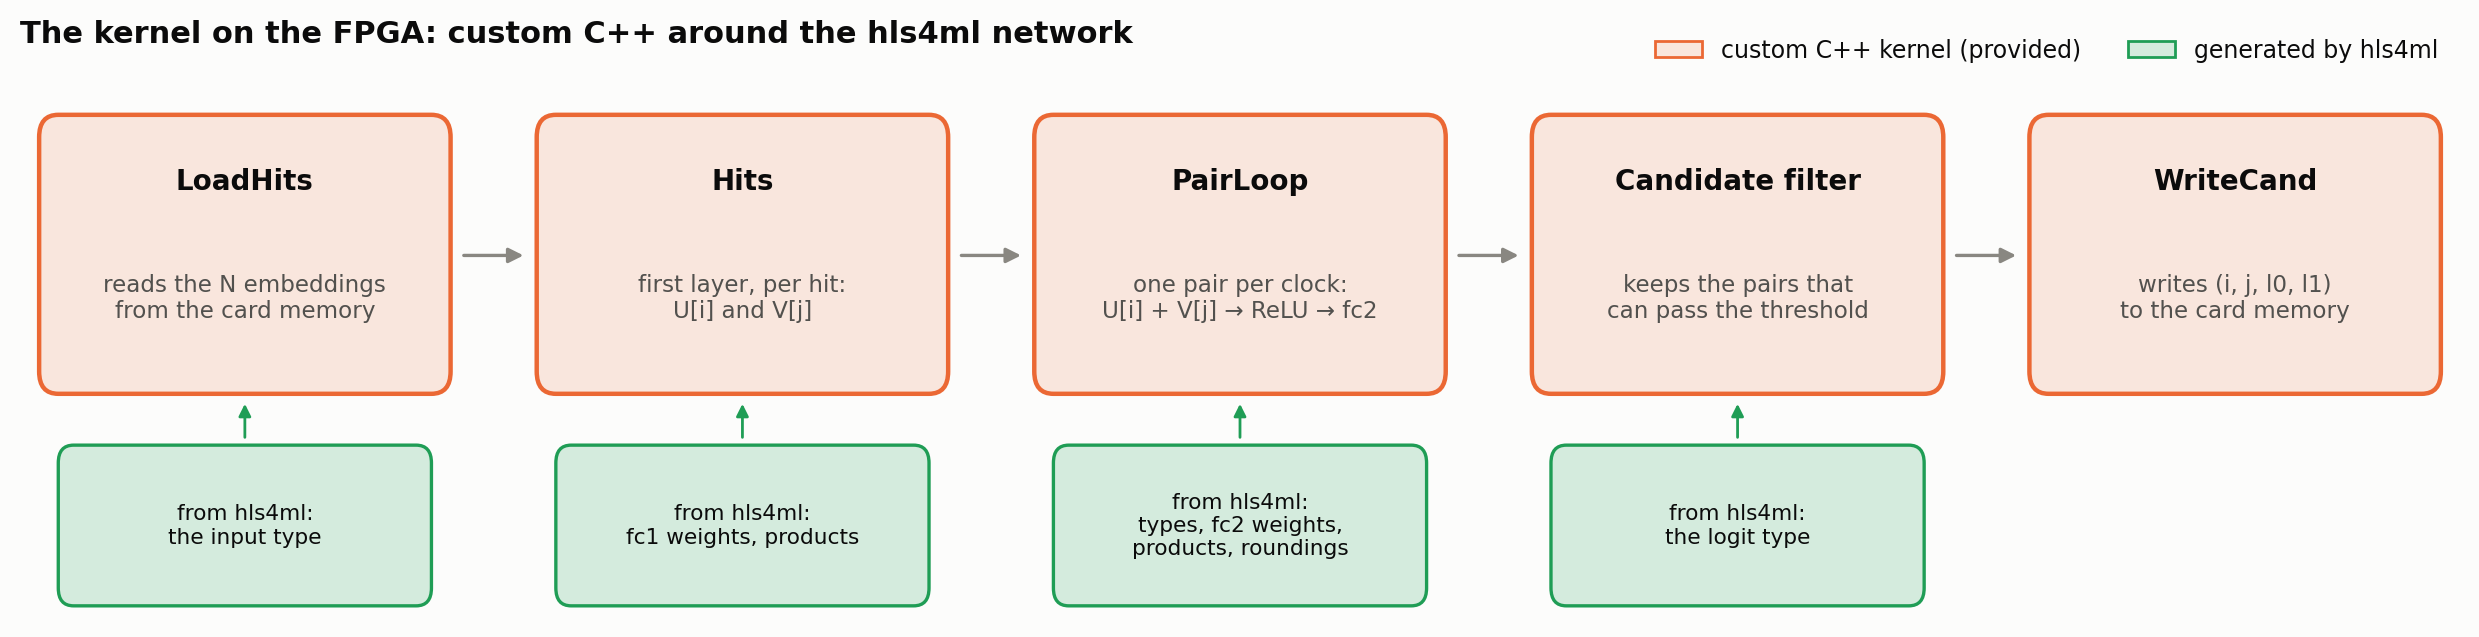 The kernel on the FPGA: custom C++ around the hls4ml network
custom C++ kernel (provided)
generated by hls4ml
LoadHits
reads the N embeddings
from the card memory
Hits
first layer, per hit:
U[i] and V[j]
PairLoop
one pair per clock:
U[i] + V[j] → ReLU → fc2
Candidate filter
keeps the pairs that
can pass the threshold
WriteCand
writes (i, j, l0, l1)
to the card memory
from hls4ml:
the input type
from hls4ml:
fc1 weights, products
from hls4ml:
types, fc2 weights,
products, roundings
from hls4ml:
the logit type